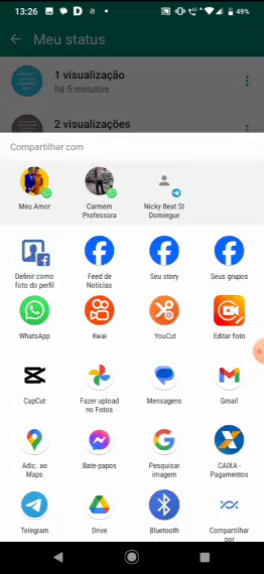 13:26
49%
Meu status
1 visualização
há 5 minutos
2 visualizações
Compartilhar com
Meu Amor
Carmem Professora
Nicky Beat St Domingue
Definir como foto do perfil
Feed de Notícias
Seu story
Seus grupos
WhatsApp
Kwai
YouCut
Editar foto
CapCut
Fazer upload no Fotos
Mensagens
Gmail
Adic. ao Maps
Bate-papos
Pesquisar imagem
CAIXA - Pagamentos
Telegram
Drive
Bluetooth
Compartilhar por